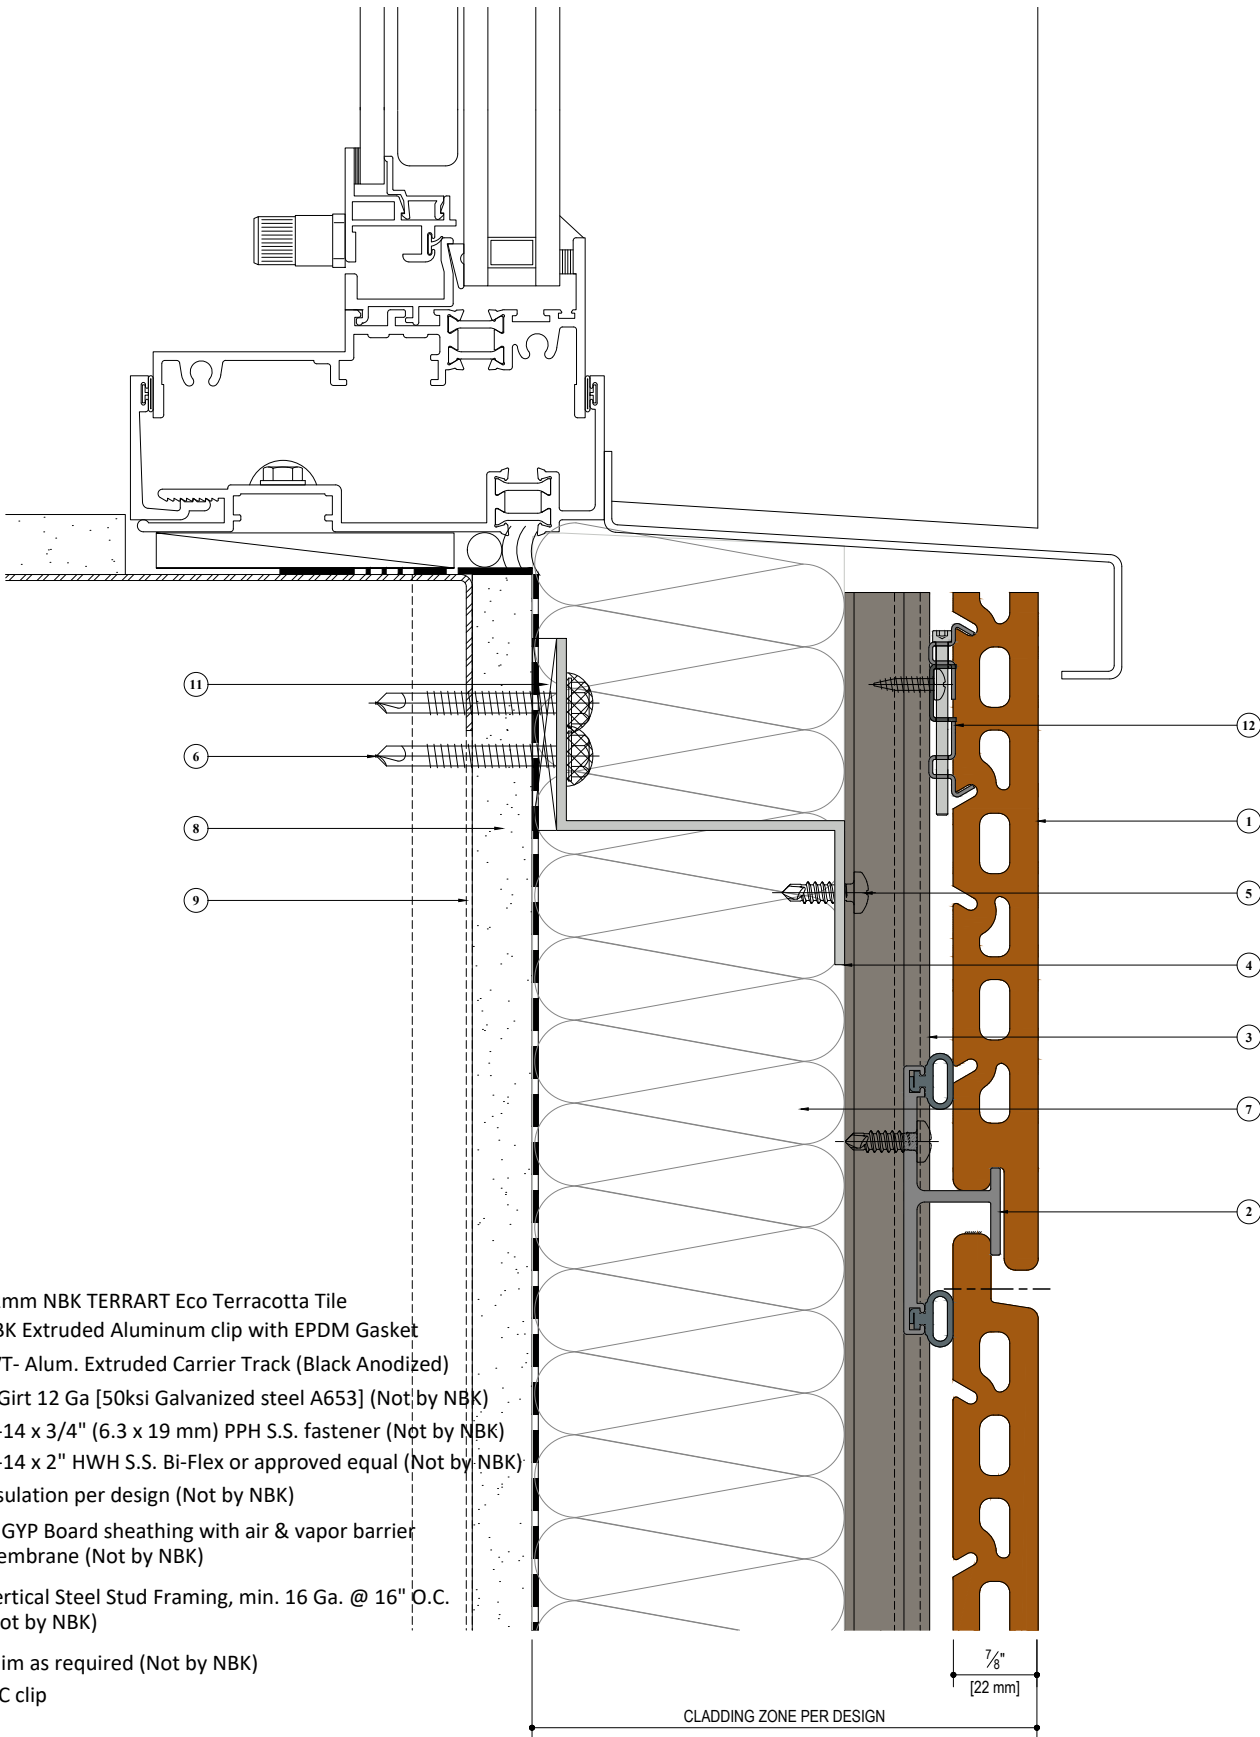 11
6
8
9
12
1
5
4
3
7
2
mm NBK TERRART Eco Terracotta Tile
BK Extruded Aluminum clip with EPDM Gasket
VT- Alum. Extruded Carrier Track (Black Anodized)
Girt 12 Ga [50ksi Galvanized steel A653] (Not by NBK)
-14 x 3/4" (6.3 x 19 mm) PPH S.S. fastener (Not by NBK)
-14 x 2" HWH S.S. Bi-Flex or approved equal (Not by NBK)
sulation per design (Not by NBK)
GYP Board sheathing with air & vapor barrier
embrane (Not by NBK)
ertical Steel Stud Framing, min. 16 Ga. @ 16" O.C.
ot by NBK)
im as required (Not by NBK)
C clip
7/8"
[22 mm]
CLADDING ZONE PER DESIGN